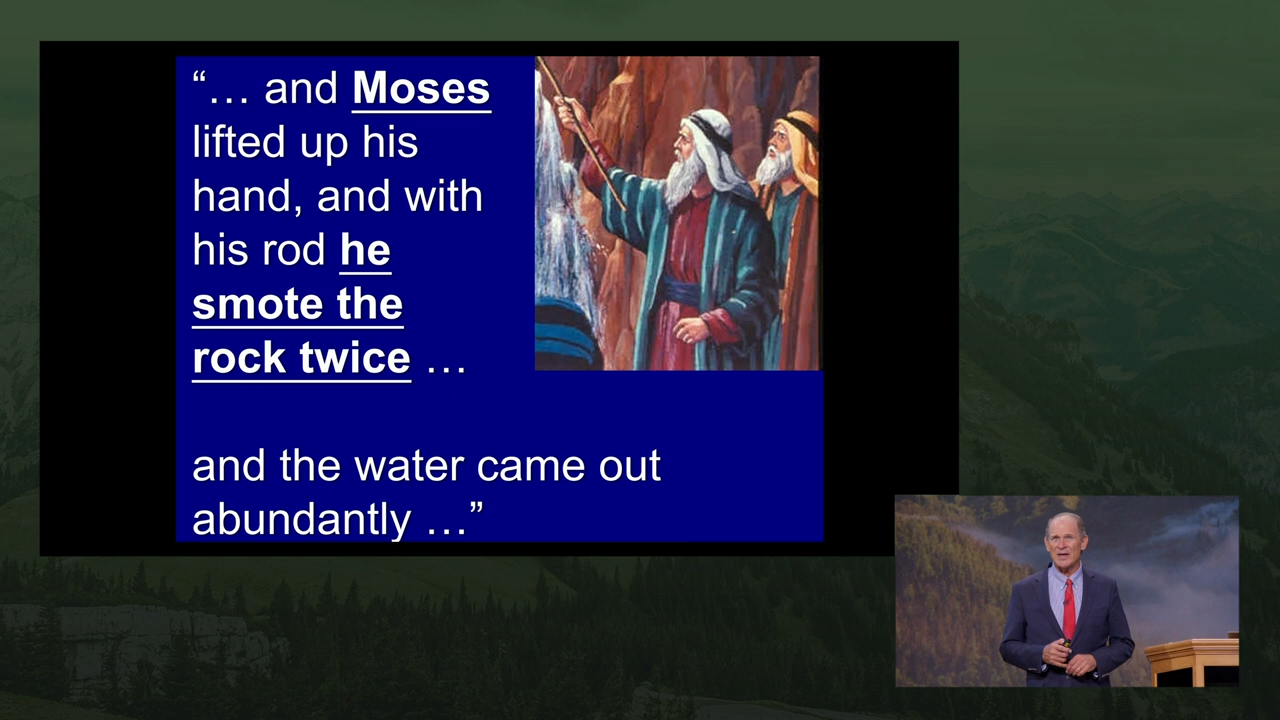 “… and Moses
lifted up his
hand, and with
his rod he
smote the
rock twice …
and the water came out
abundantly …”